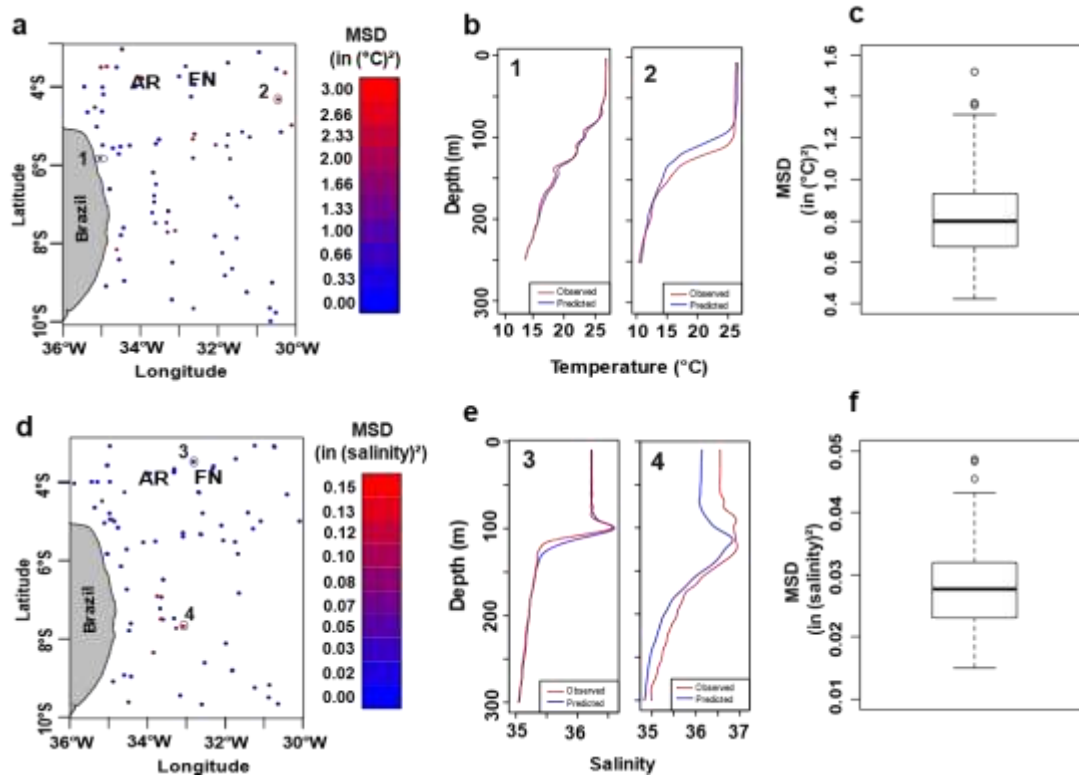 a
MSD
(in (°C)²)
3.00
2.66
2.33
2.00
1.66
1.33
1.00
0.66
0.33
0.00
AR FN
2
1
Brazil
4°S
6°S
8°S
10°S
Latitude
36°W 34°W 32°W 30°W
Longitude
b
1
2
0
100
200
300
Depth (m)
Observed
Predicted
Observed
Predicted
10 15 20 25
10 15 20 25
Temperature (°C)
c
MSD
(in (°C)²)
1.6
1.4
1.2
1.0
0.8
0.6
0.4
d
MSD
(in (salinity)²)
0.15
0.13
0.12
0.10
0.08
0.07
0.05
0.03
0.02
0.00
3
AR FN
4
Brazil
4°S
6°S
8°S
10°S
Latitude
36°W 34°W 32°W 30°W
Longitude
e
3
4
0
100
200
300
Depth (m)
Observed
Predicted
Observed
Predicted
35 36
35 36 37
Salinity
f
MSD
(in (salinity)²)
0.05
0.04
0.03
0.02
0.01